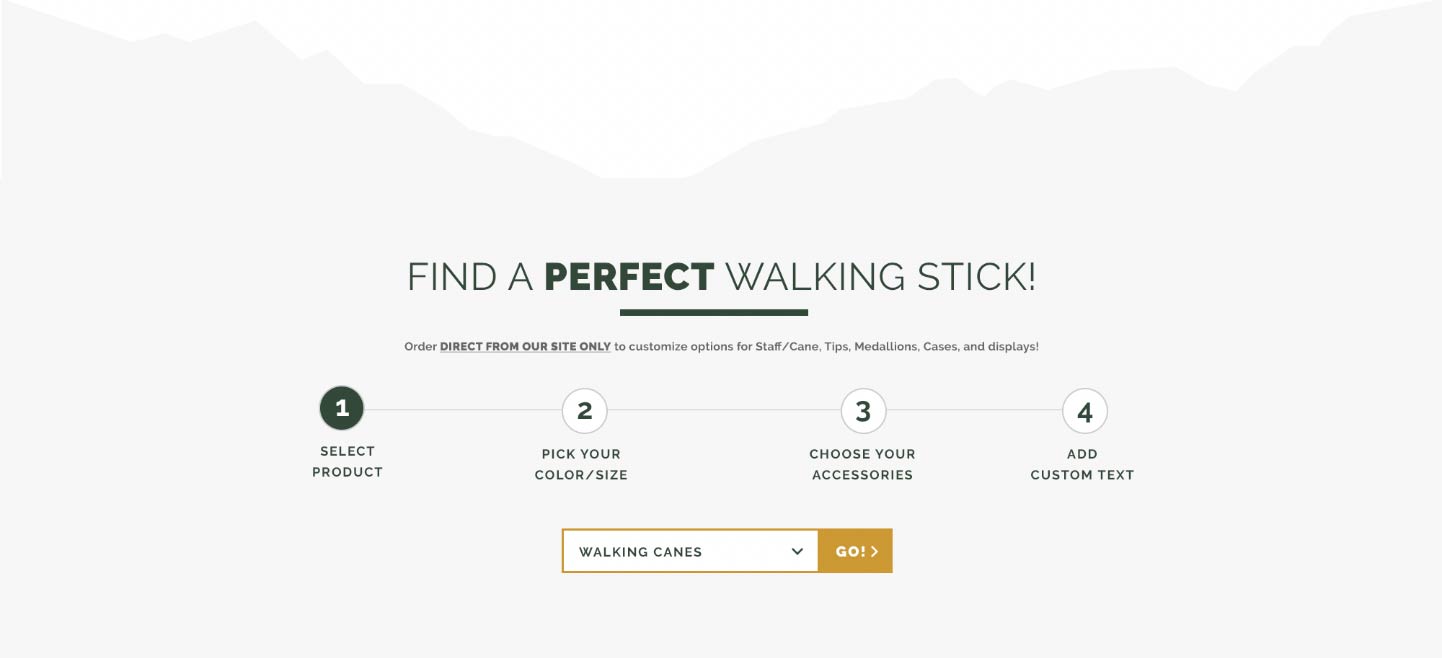 FIND A PERFECT WALKING STICK!
Order DIRECT FROM OUR SITE ONLY to customize options for Staff/Cane, Tips, Medallions, Cases, and displays!
1
SELECT
PRODUCT
2
PICK YOUR
COLOR/SIZE
3
CHOOSE YOUR
ACCESSORIES
4
ADD
CUSTOM TEXT
WALKING CANES
GO!